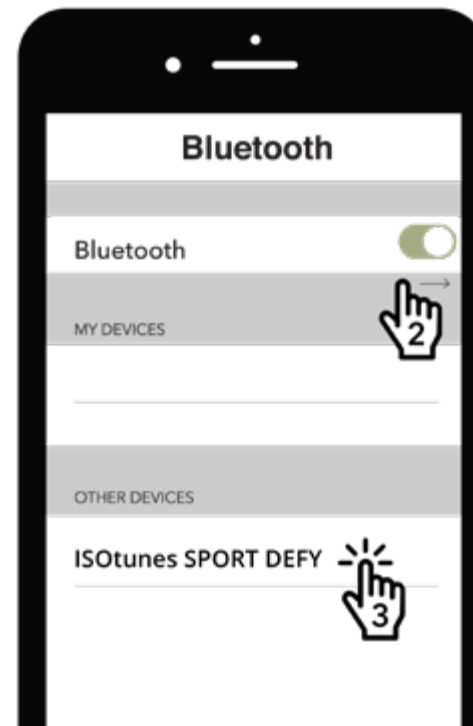 Bluetooth
Bluetooth
2
MY DEVICES
OTHER DEVICES
ISOtunes SPORT DEFY
3